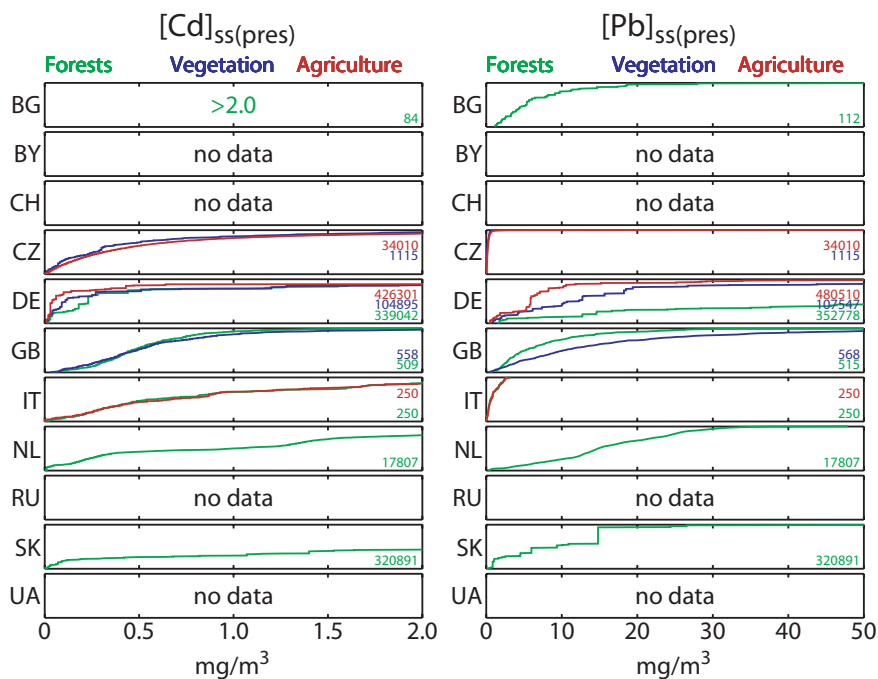 [Cd]ss(pres)
Forests Vegetation Agriculture
BG >2.0 84
BY no data
CH no data
CZ 34010
1115
DE 426301
104895
339042
GB 558
509
IT 250
250
NL 17807
RU no data
SK 320891
UA no data
0 0.5 1.0 1.5 2.0
mg/m³
[Pb]ss(pres)
Forests Vegetation Agriculture
BG 112
BY no data
CH no data
CZ 34010
1115
DE 480510
107547
352778
GB 568
515
IT 250
250
NL 17807
RU no data
SK 320891
UA no data
0 10 20 30 40 50
mg/m³